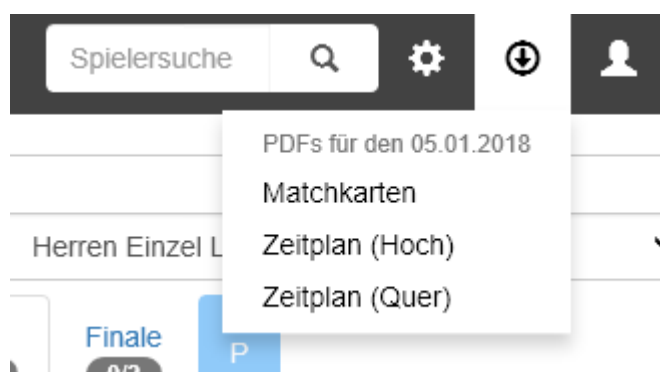 Spielersuche
PDFs für den 05.01.2018
Matchkarten
Herren Einzel L
Zeitplan (Hoch)
Zeitplan (Quer)
Finale
P